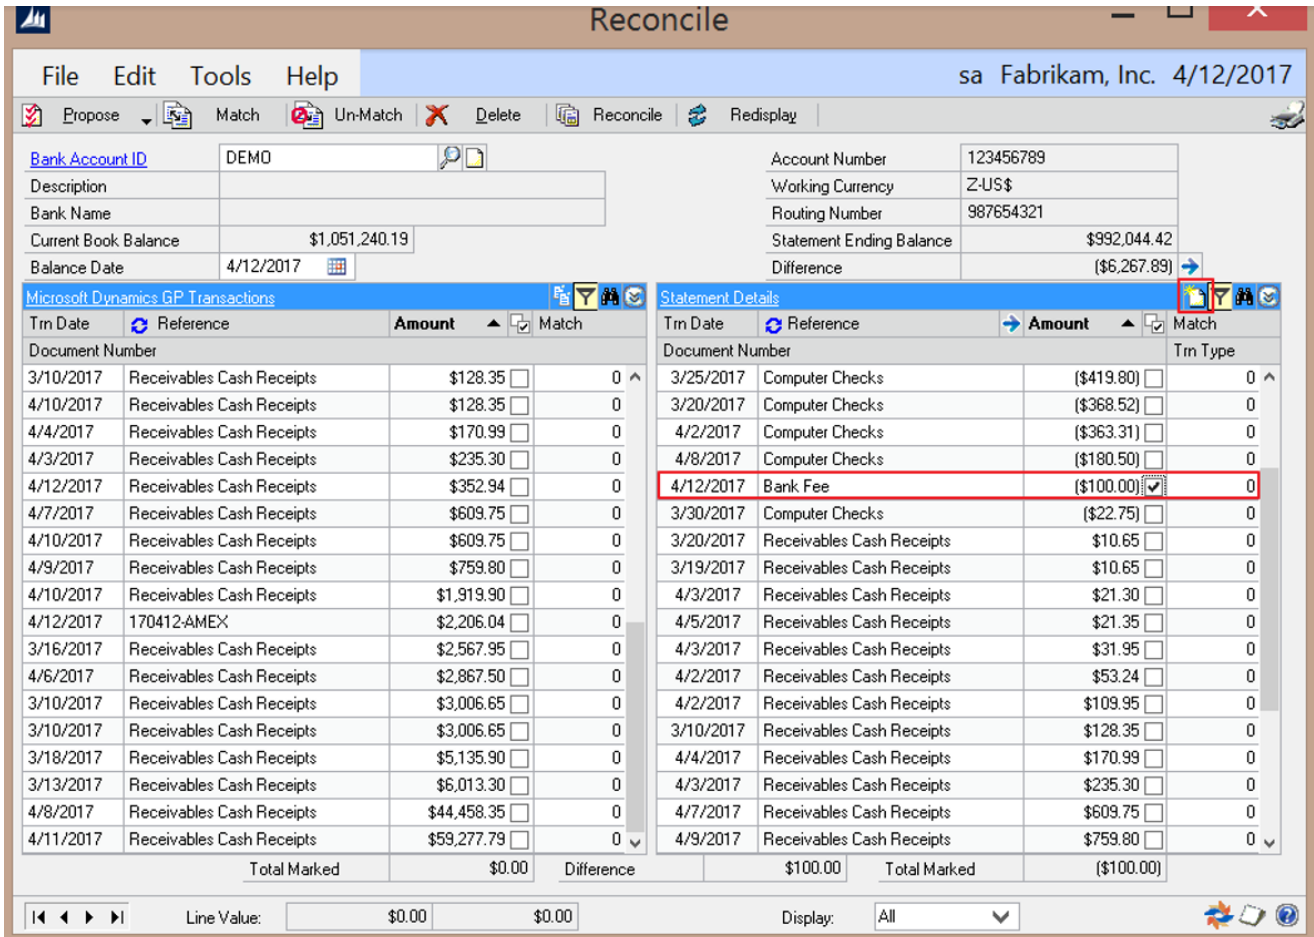 Reconcile
File Edit Tools Help sa Fabrikam, Inc. 4/12/2017
Propose Match Un-Match Delete Reconcile Redisplay
Bank Account ID DEMO Account Number 123456789
Description Working Currency Z-US$
Bank Name Routing Number 987654321
Current Book Balance $1,051,240.19 Statement Ending Balance $992,044.42
Balance Date 4/12/2017 Difference ($6,267.89)
Microsoft Dynamics GP Transactions Statement Details
Trn Date Reference Amount Match Trn Date Reference Amount Match
Document Number Document Number Trn Type
3/10/2017 Receivables Cash Receipts $128.35 0 3/25/2017 Computer Checks ($419.80) 0
4/10/2017 Receivables Cash Receipts $128.35 0 3/20/2017 Computer Checks ($368.52) 0
4/4/2017 Receivables Cash Receipts $170.99 0 4/2/2017 Computer Checks ($363.31) 0
4/3/2017 Receivables Cash Receipts $235.30 0 4/8/2017 Computer Checks ($180.50) 0
4/12/2017 Receivables Cash Receipts $352.94 0 4/12/2017 Bank Fee ($100.00) 0
4/7/2017 Receivables Cash Receipts $609.75 0 3/30/2017 Computer Checks ($22.75) 0
4/10/2017 Receivables Cash Receipts $609.75 0 3/20/2017 Receivables Cash Receipts $10.65 0
4/9/2017 Receivables Cash Receipts $759.80 0 3/19/2017 Receivables Cash Receipts $10.65 0
4/10/2017 Receivables Cash Receipts $1,919.90 0 4/3/2017 Receivables Cash Receipts $21.30 0
4/12/2017 170412-AMEX $2,206.04 0 4/5/2017 Receivables Cash Receipts $21.35 0
3/16/2017 Receivables Cash Receipts $2,567.95 0 4/3/2017 Receivables Cash Receipts $31.95 0
4/6/2017 Receivables Cash Receipts $2,867.50 0 4/2/2017 Receivables Cash Receipts $53.24 0
3/10/2017 Receivables Cash Receipts $3,006.65 0 4/2/2017 Receivables Cash Receipts $109.95 0
3/10/2017 Receivables Cash Receipts $3,006.65 0 3/10/2017 Receivables Cash Receipts $128.35 0
3/18/2017 Receivables Cash Receipts $5,135.90 0 4/4/2017 Receivables Cash Receipts $170.99 0
3/13/2017 Receivables Cash Receipts $6,013.30 0 4/3/2017 Receivables Cash Receipts $235.30 0
4/8/2017 Receivables Cash Receipts $44,458.35 0 4/7/2017 Receivables Cash Receipts $609.75 0
4/11/2017 Receivables Cash Receipts $59,277.79 0 4/9/2017 Receivables Cash Receipts $759.80 0
Total Marked $0.00 Difference $100.00 Total Marked ($100.00)
Line Value: $0.00 $0.00 Display: All